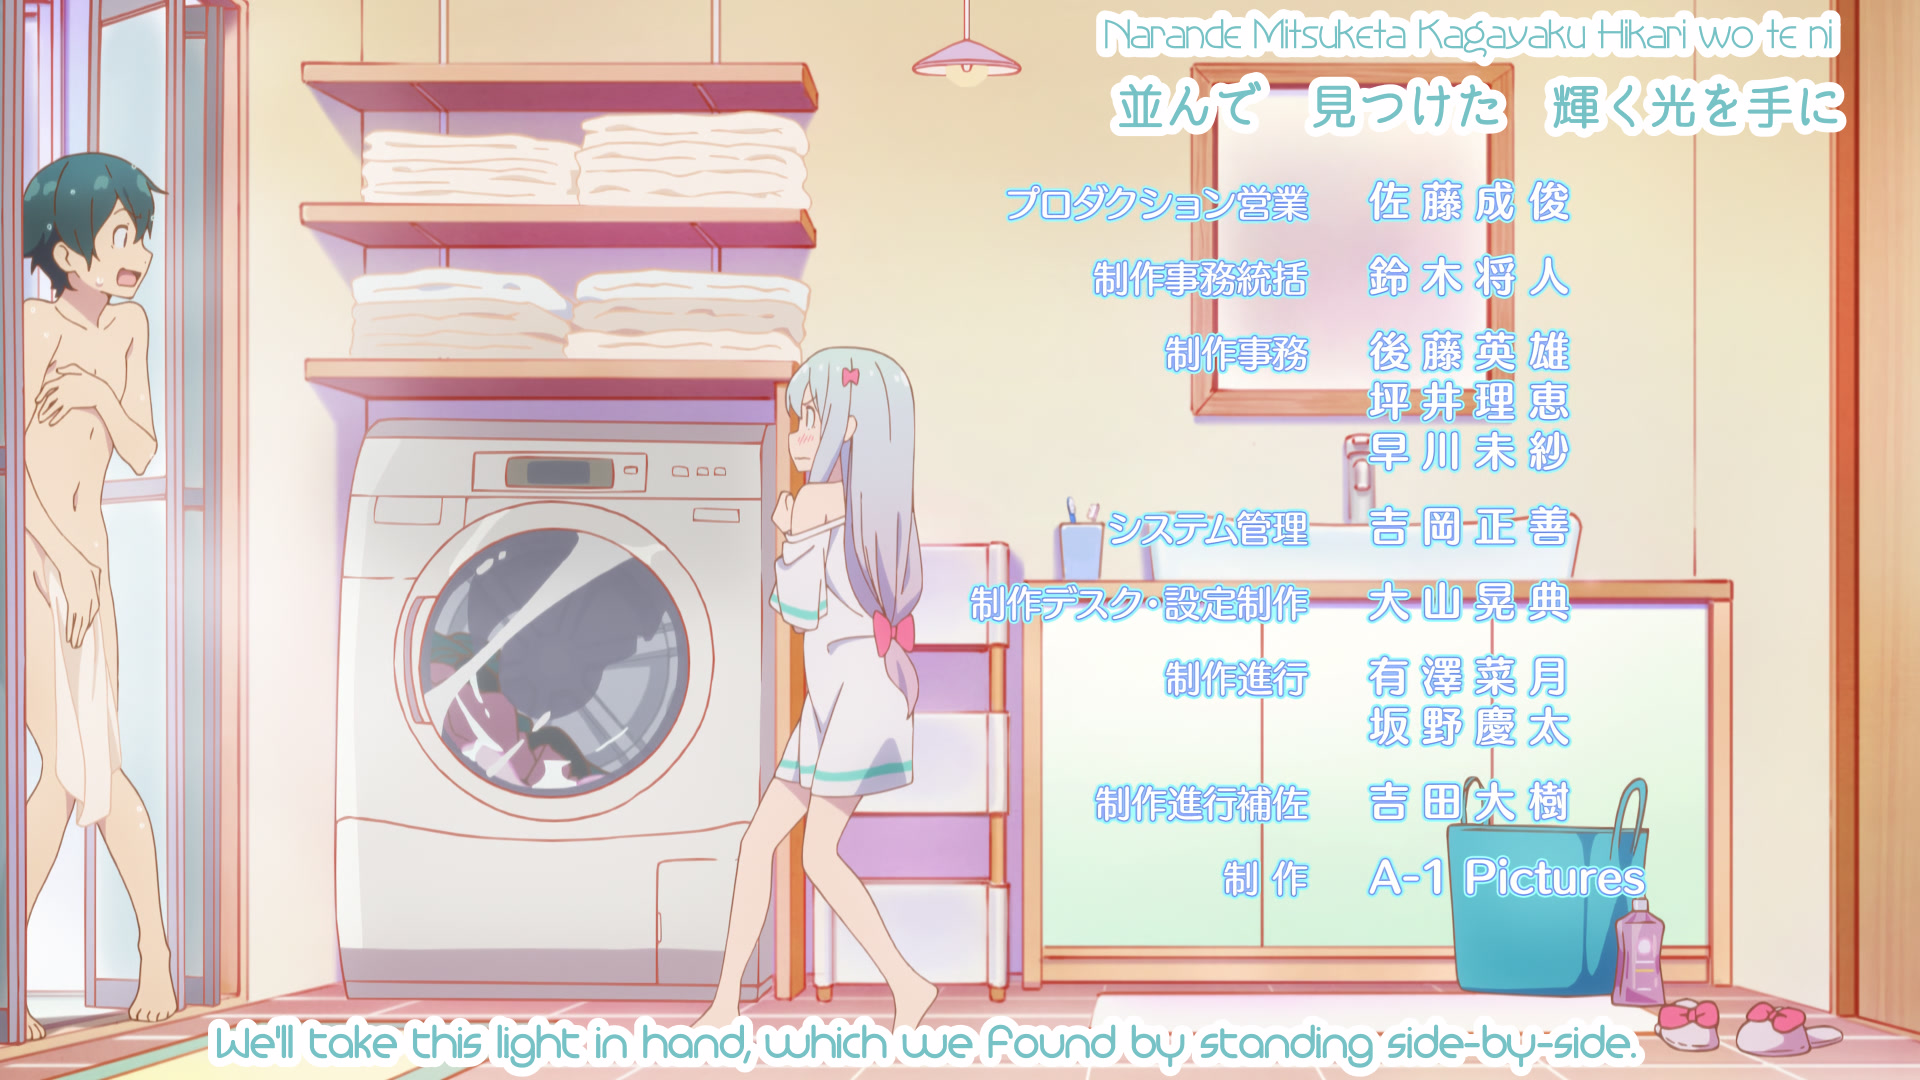 Narande Mitsuketa Kagayaku Hikari wo te ni
並んで　見つけた　輝く光を手に
プロダクション営業　佐藤成俊
制作事務統括　鈴木将人
制作事務　後藤英雄
坪井理恵
早川未紗
システム管理　吉岡正善
制作デスク・設定制作　大山晃典
制作進行　有澤菜月
坂野慶太
制作進行補佐　吉田大樹
制作　A-1 Pictures
We'll take this light in hand, which we found by standing side-by-side.